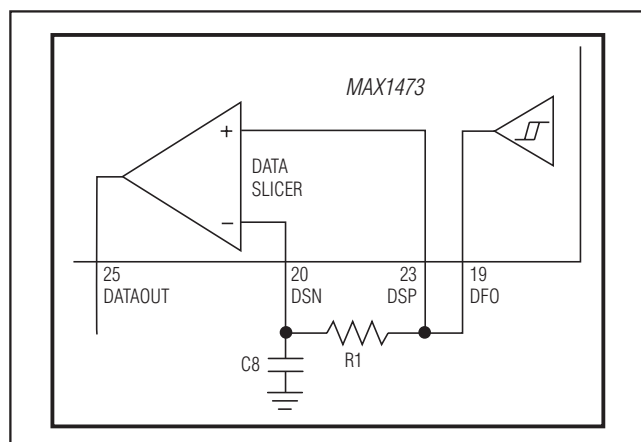 MAX1473
+
DATA
SLICER
−
25
DATAOUT
20
DSN
23
DSP
19
DFO
C8
R1